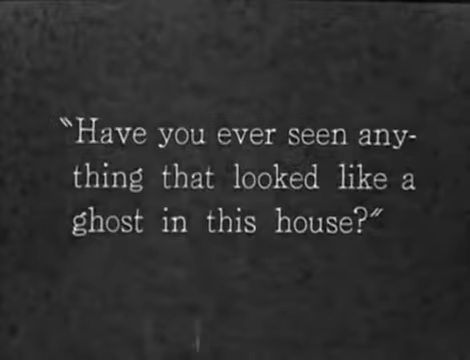 "Have you ever seen any-
thing that looked like a
ghost in this house?"